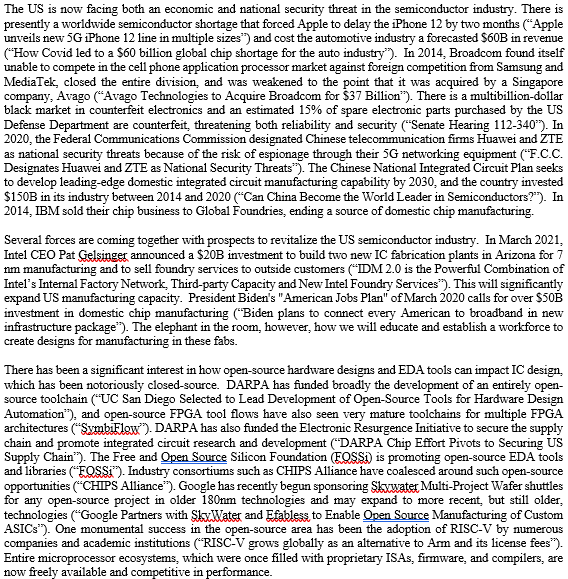 The US is now facing both an economic and national security threat in the semiconductor industry. There is
presently a worldwide semiconductor shortage that forced Apple to delay the iPhone 12 by two months (“Apple
unveils new 5G iPhone 12 line in multiple sizes”) and cost the automotive industry a forecasted $60B in revenue
(“How Covid led to a $60 billion global chip shortage for the auto industry”). In 2014, Broadcom found itself
unable to compete in the cell phone application processor market against foreign competition from Samsung and
MediaTek, closed the entire division, and was weakened to the point that it was acquired by a Singapore
company, Avago (“Avago Technologies to Acquire Broadcom for $37 Billion”). There is a multibillion-dollar
black market in counterfeit electronics and an estimated 15% of spare electronic parts purchased by the US
Defense Department are counterfeit, threatening both reliability and security (“Senate Hearing 112-340”). In
2020, the Federal Communications Commission designated Chinese telecommunication firms Huawei and ZTE
as national security threats because of the risk of espionage through their 5G networking equipment (“F.C.C.
Designates Huawei and ZTE as National Security Threats”). The Chinese National Integrated Circuit Plan seeks
to develop leading-edge domestic integrated circuit manufacturing capability by 2030, and the country invested
$150B in its industry between 2014 and 2020 (“Can China Become the World Leader in Semiconductors?”). In
2014, IBM sold their chip business to Global Foundries, ending a source of domestic chip manufacturing.

Several forces are coming together with prospects to revitalize the US semiconductor industry. In March 2021,
Intel CEO Pat Gelsinger announced a $20B investment to build two new IC fabrication plants in Arizona for 7
nm manufacturing and to sell foundry services to outside customers (“IDM 2.0 is the Powerful Combination of
Intel’s Internal Factory Network, Third-party Capacity and New Intel Foundry Services”). This will significantly
expand US manufacturing capacity. President Biden's "American Jobs Plan" of March 2020 calls for over $50B
investment in domestic chip manufacturing (“Biden plans to connect every American to broadband in new
infrastructure package”). The elephant in the room, however, how will we educate and establish a workforce to
create designs for manufacturing in these fabs.

There has been a significant interest in how open-source hardware designs and EDA tools can impact IC design,
which has been notoriously closed-source. DARPA has funded broadly the development of an entirely open-
source toolchain (“UC San Diego Selected to Lead Development of Open-Source Tools for Hardware Design
Automation”), and open-source FPGA tool flows have also seen very mature toolchains for multiple FPGA
architectures (“SymbiFlow”). DARPA has also funded the Electronic Resurgence Initiative to secure the supply
chain and promote integrated circuit research and development (“DARPA Chip Effort Pivots to Securing US
Supply Chain”). The Free and Open Source Silicon Foundation (FOSSi) is promoting open-source EDA tools
and libraries (“FOSSi”). Industry consortiums such as CHIPS Alliance have coalesced around such open-source
opportunities (“CHIPS Alliance”). Google has recently begun sponsoring Skywater Multi-Project Wafer shuttles
for any open-source project in older 180nm technologies and may expand to more recent, but still older,
technologies (“Google Partners with SkyWater and Efabless to Enable Open Source Manufacturing of Custom
ASICs”). One monumental success in the open-source area has been the adoption of RISC-V by numerous
companies and academic institutions (“RISC-V grows globally as an alternative to Arm and its license fees”).
Entire microprocessor ecosystems, which were once filled with proprietary ISAs, firmware, and compilers, are
now freely available and competitive in performance.